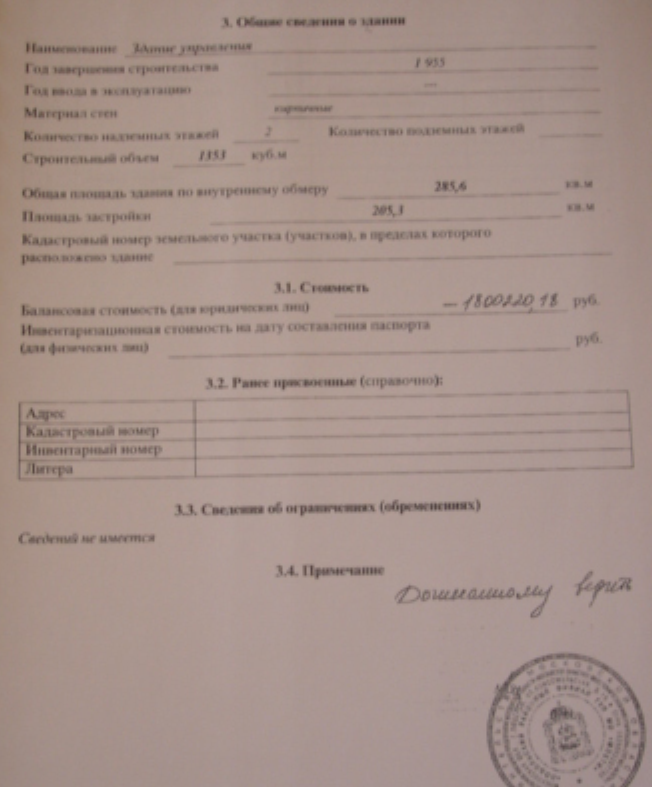 3. Общие сведения о здании
Наименование Здание управления
Год завершения строительства 1 955
Год ввода в эксплуатацию —
Материал стен кирпичные
Количество надземных этажей 2 Количество подземных этажей
Строительный объем 1353 куб.м
Общая площадь здания по внутреннему обмеру 285,6 кв.м
Площадь застройки 205,3 кв.м
Кадастровый номер земельного участка (участков), в пределах которого
расположено здание
3.1. Стоимость
Балансовая стоимость (для юридических лиц) – 1800220,18 руб.
Инвентаризационная стоимость на дату составления паспорта
(для физических лиц) руб.
3.2. Ранее присвоенные (справочно):
Адрес
Кадастровый номер
Инвентарный номер
Литера
3.3. Сведения об ограничениях (обременениях)
Сведений не имеется
3.4. Примечание
Дописанному верить
МОСКОВСКОЙ